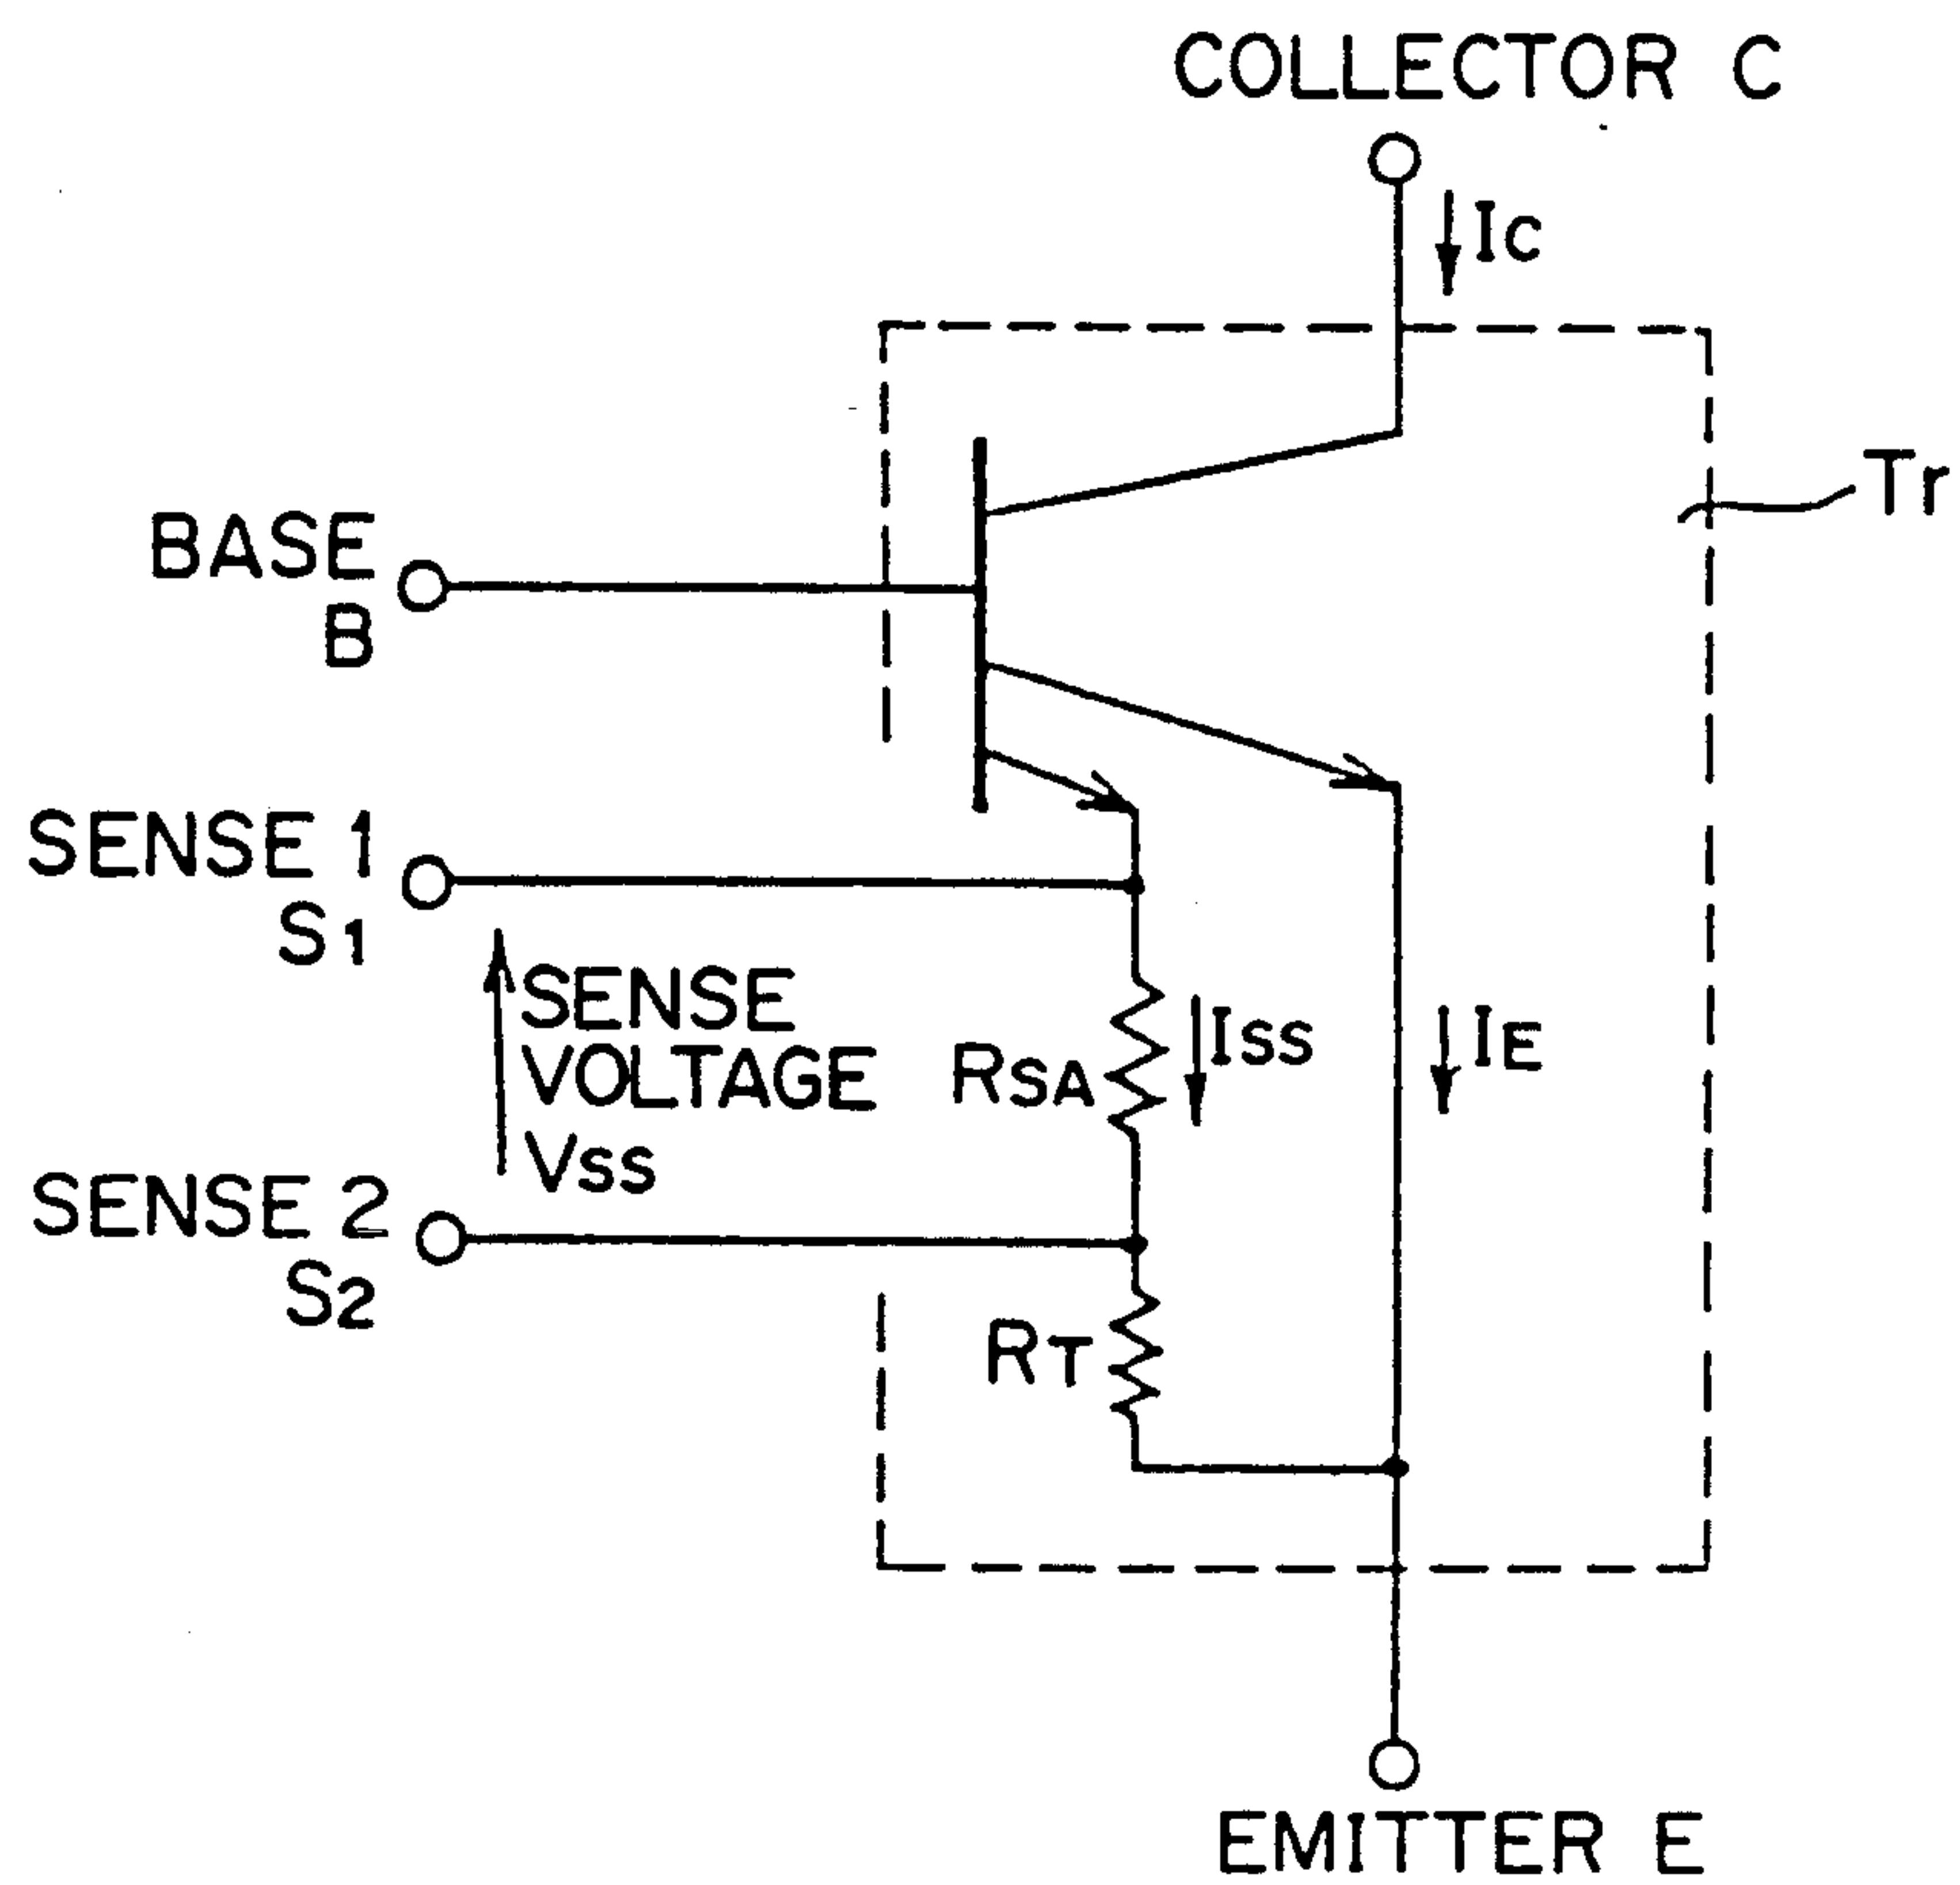 COLLECTOR C
Ic
Tr
BASE
B
SENSE 1
S1
SENSE
VOLTAGE
Vss
RSA
Iss
IE
SENSE 2
S2
RT
EMITTER E